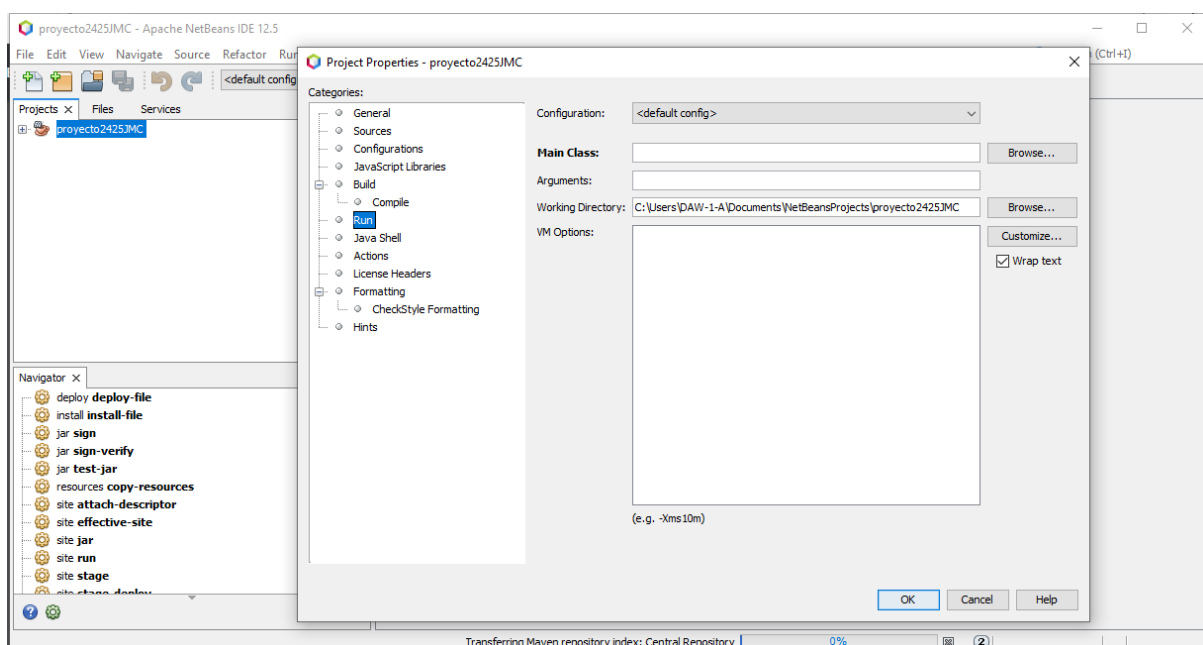 proyecto2425JMC - Apache NetBeans IDE 12.5
File Edit View Navigate Source Refactor Run
(Ctrl+I)
<default config
Projects Files Services
proyecto2425JMC
Project Properties - proyecto2425JMC
Categories:
General
Sources
Configurations
JavaScript Libraries
Build
Compile
Run
Java Shell
Actions
License Headers
Formatting
CheckStyle Formatting
Hints
Configuration: <default config>
Main Class: Browse...
Arguments:
Working Directory: C:\Users\DAW-1-A\Documents\NetBeansProjects\proyecto2425JMC Browse...
VM Options: Customize...
Wrap text
(e.g. -Xms10m)
OK Cancel Help
Navigator
deploy deploy-file
install install-file
jar sign
jar sign-verify
jar test-jar
resources copy-resources
site attach-descriptor
site effective-site
site jar
site run
site stage
site stage-deploy
Transferring Maven repository index: Central Repository 0% 2